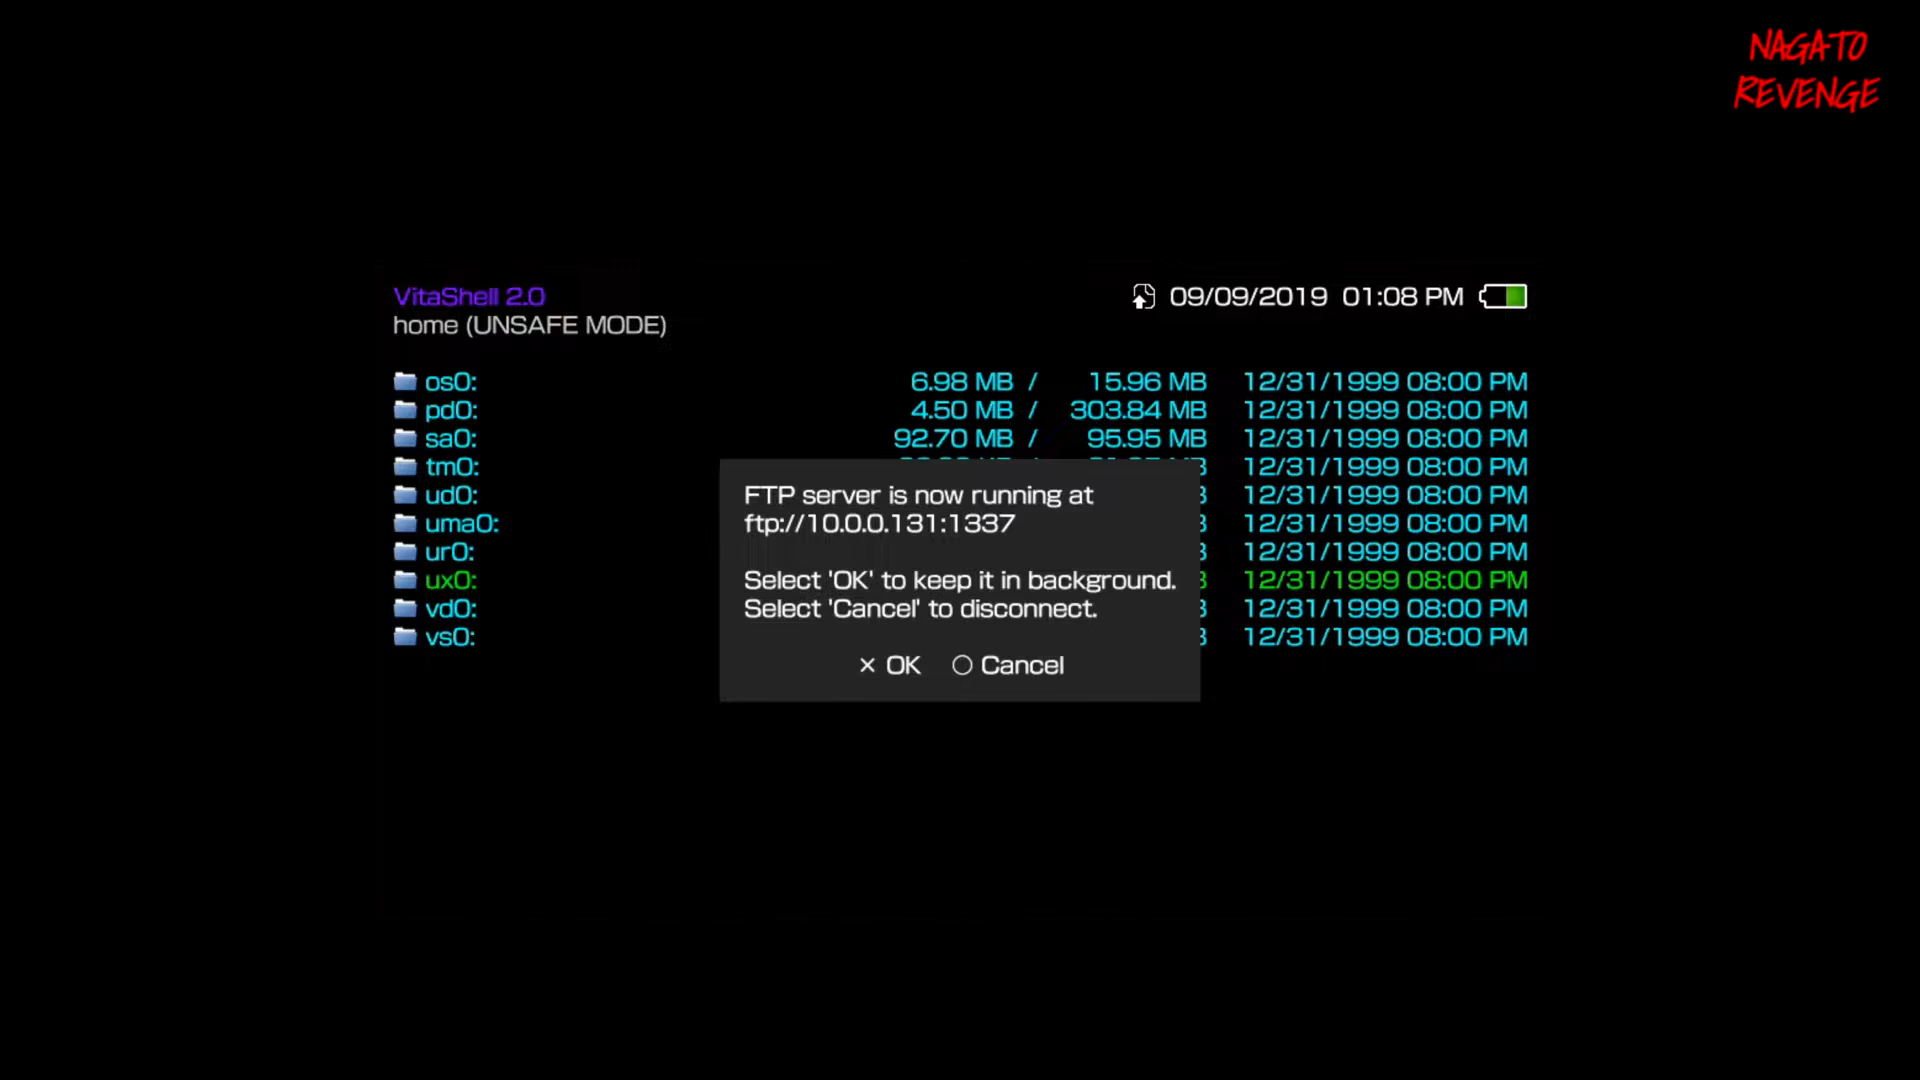 NAGATO
REVENGE
VitaShell 2.0
09/09/2019 01:08 PM
home (UNSAFE MODE)
os0: 6.98 MB / 15.96 MB 12/31/1999 08:00 PM
pd0: 4.50 MB / 303.84 MB 12/31/1999 08:00 PM
sa0: 92.70 MB / 95.95 MB 12/31/1999 08:00 PM
tm0: 12/31/1999 08:00 PM
ud0: 12/31/1999 08:00 PM
uma0: 12/31/1999 08:00 PM
ur0: 12/31/1999 08:00 PM
ux0: 12/31/1999 08:00 PM
vd0: 12/31/1999 08:00 PM
vs0: 12/31/1999 08:00 PM
FTP server is now running at
ftp://10.0.0.131:1337
Select 'OK' to keep it in background.
Select 'Cancel' to disconnect.
× OK ○ Cancel